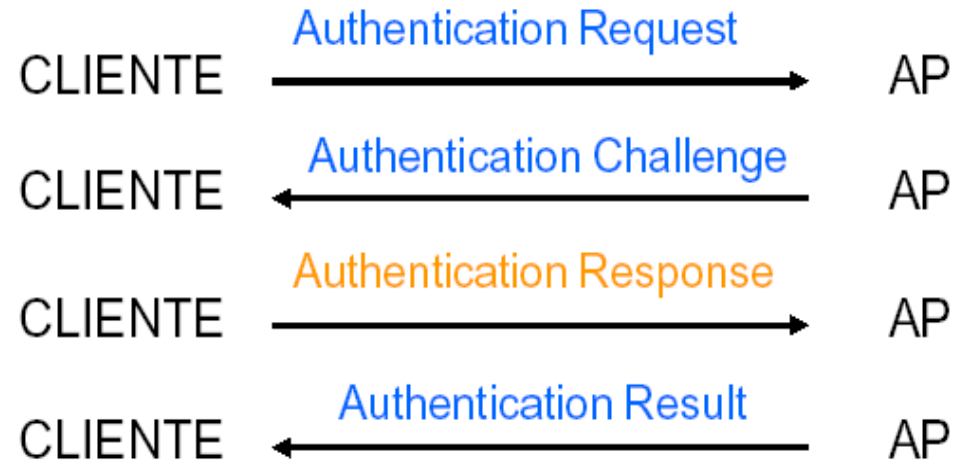 Authentication Request
CLIENTE AP
Authentication Challenge
CLIENTE AP
Authentication Response
CLIENTE AP
Authentication Result
CLIENTE AP